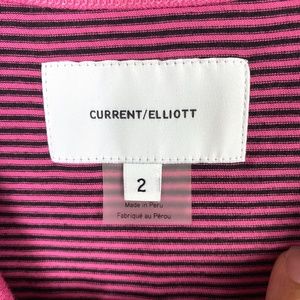 CURRENT/ELLIOTT
2
Made in Peru
Fabriqué au Pérou